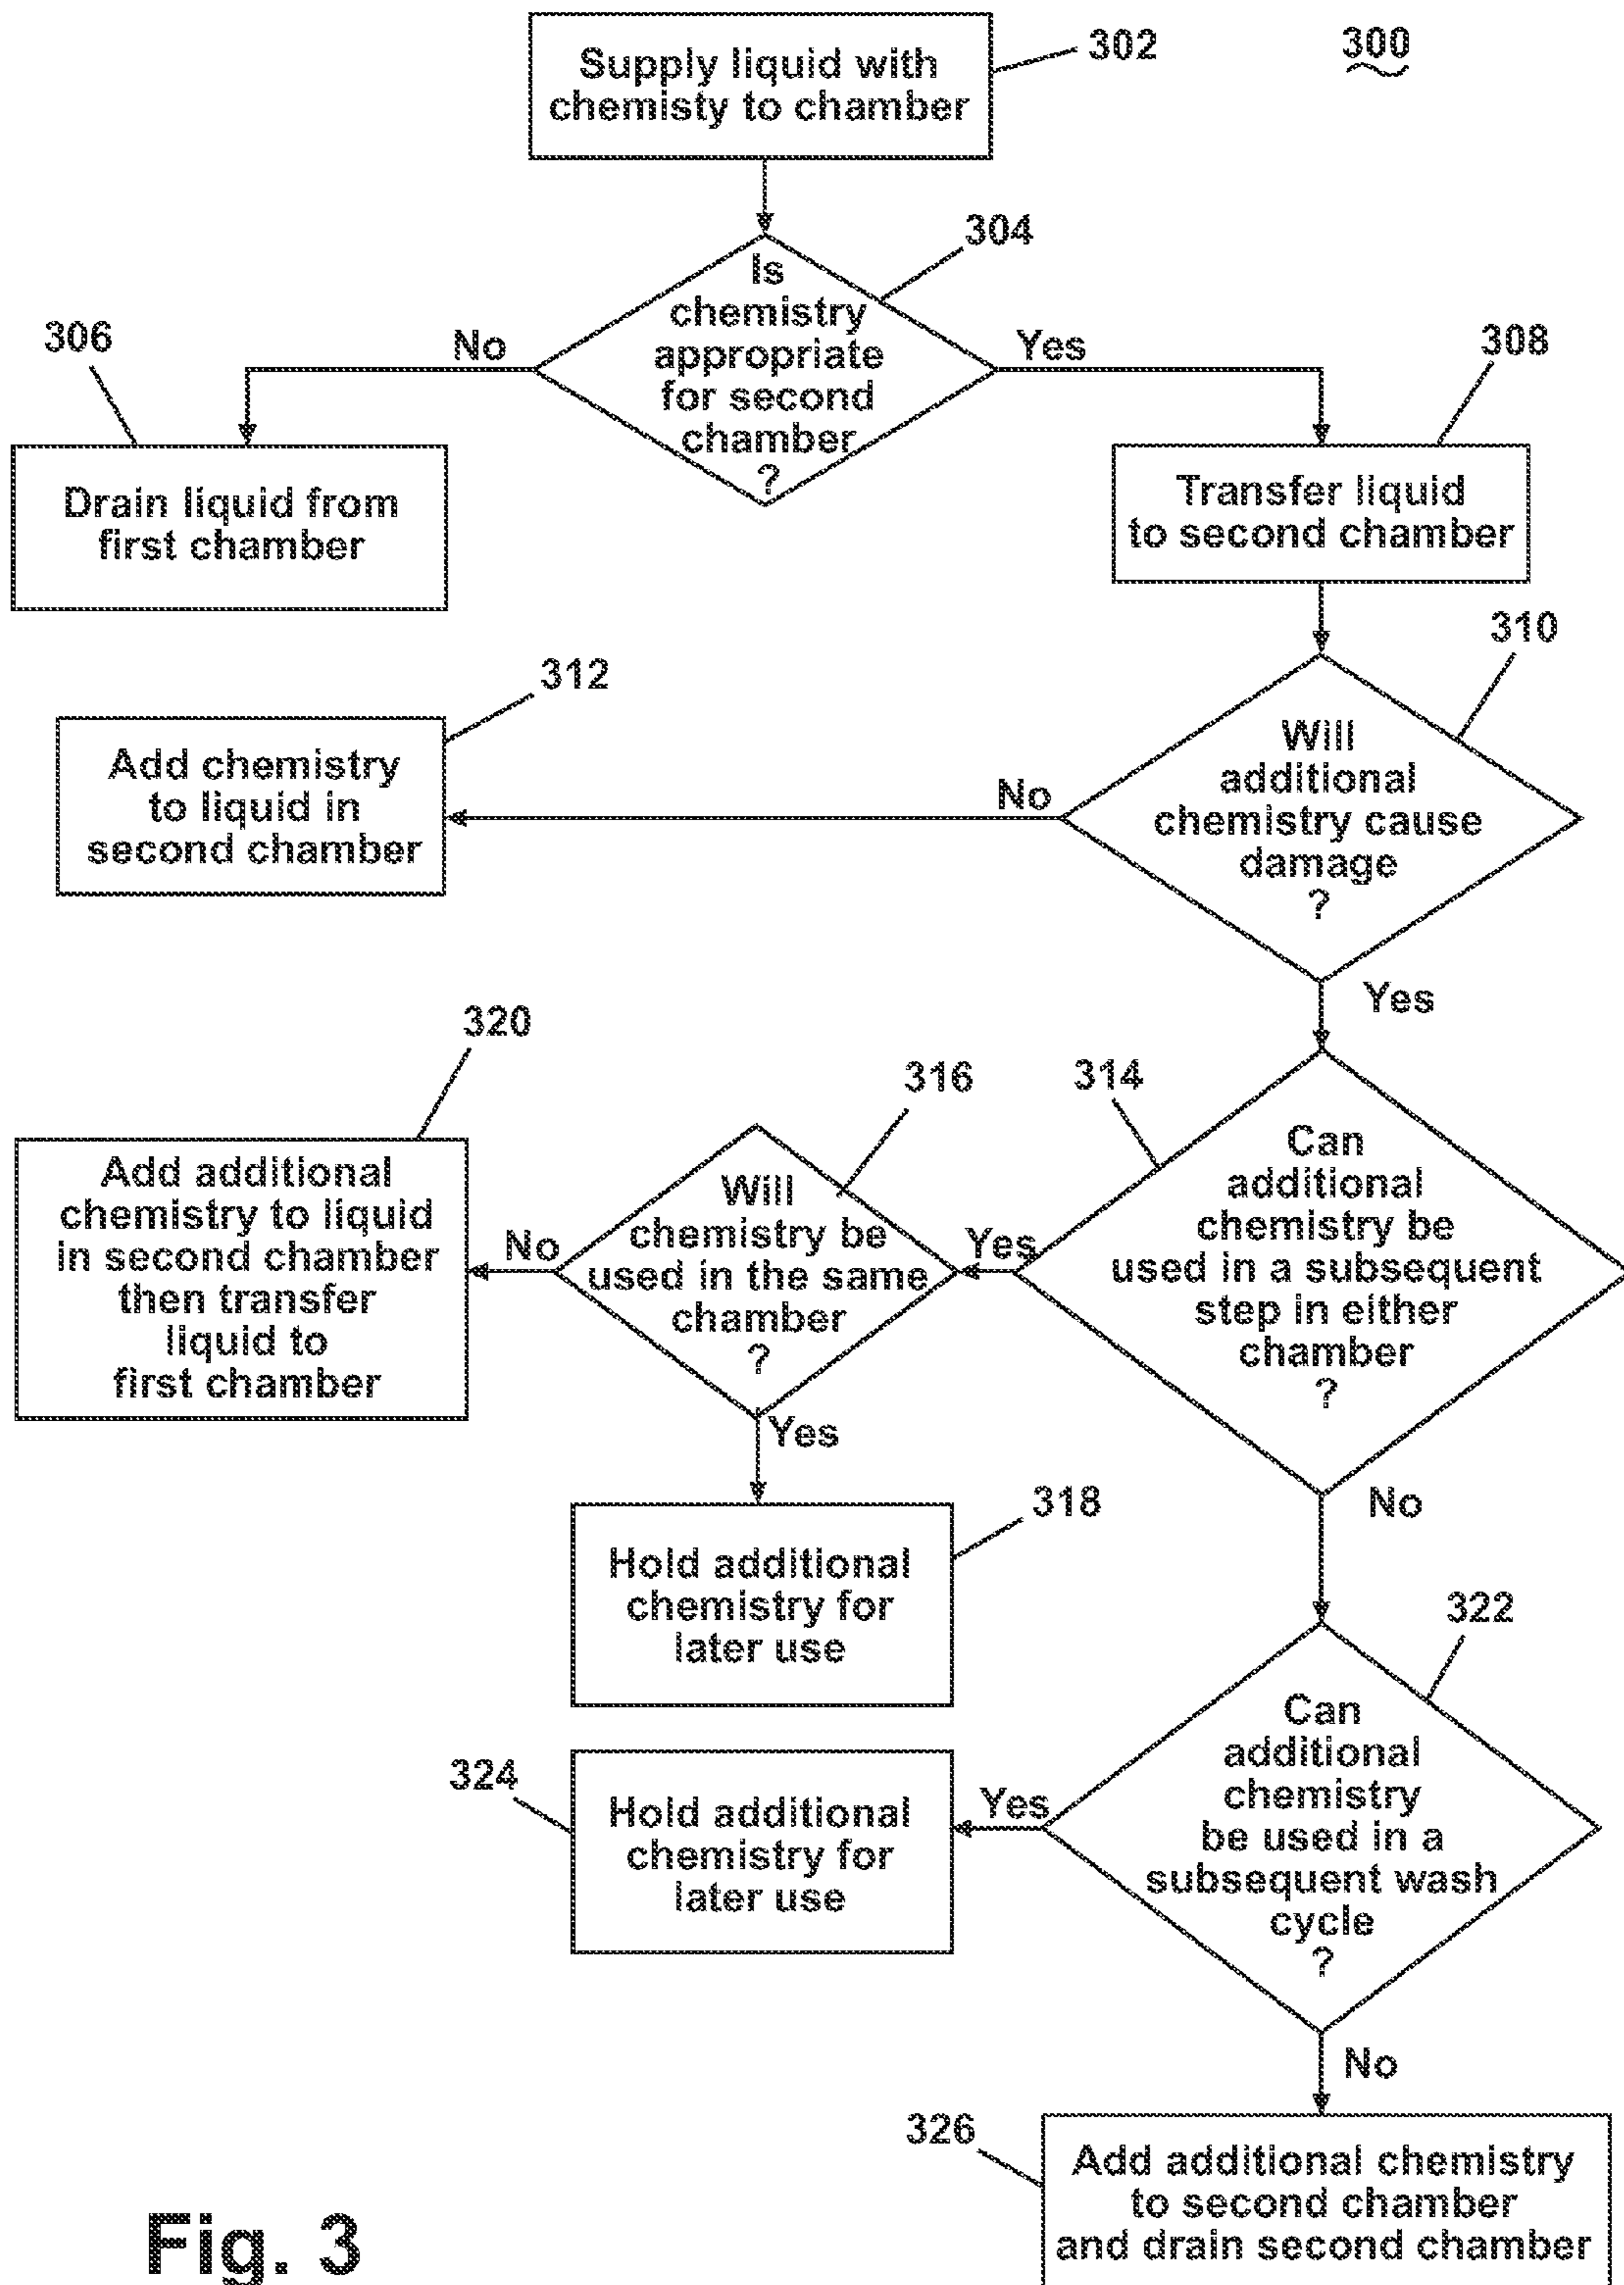 300
302
Supply liquid with
chemisty to chamber
304
Is
chemistry
appropriate
for second
chamber
?
No
Yes
306
Drain liquid from
first chamber
308
Transfer liquid
to second chamber
310
Will
additional
chemistry cause
damage
?
No
Yes
312
Add chemistry
to liquid in
second chamber
314
Can
additional
chemistry be
used in a subsequent
step in either
chamber
?
Yes
No
316
Will
chemistry be
used in the same
chamber
?
No
Yes
320
Add additional
chemistry to liquid
in second chamber
then transfer
liquid to
first chamber
318
Hold additional
chemistry for
later use
322
Can
additional
chemistry
be used in a
subsequent wash
cycle
?
Yes
No
324
Hold additional
chemistry for
later use
326
Add additional chemistry
to second chamber
and drain second chamber
Fig. 3